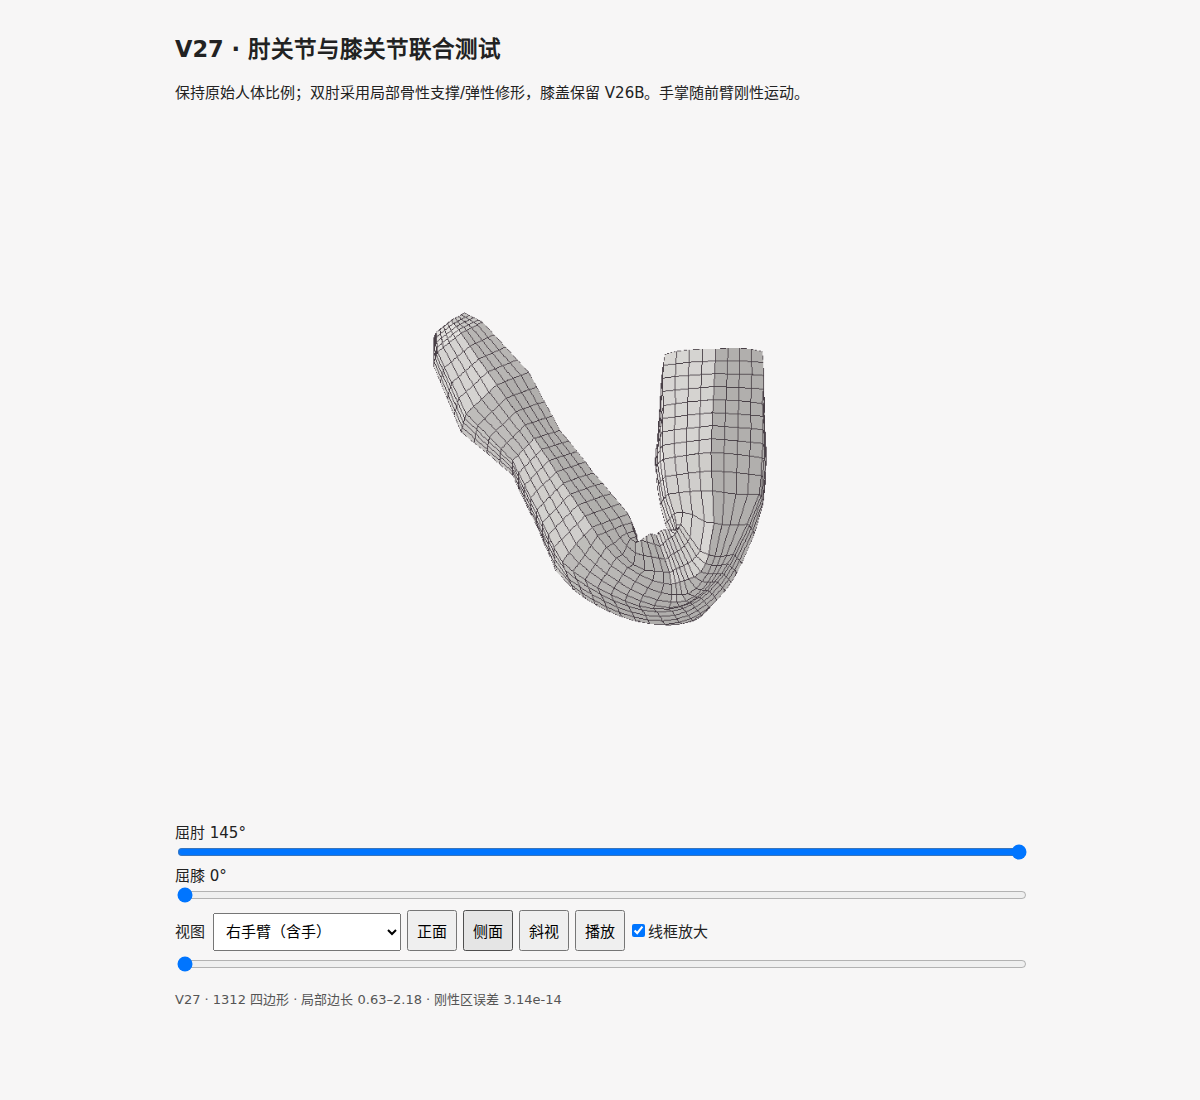 V27 · 肘关节与膝关节联合测试
保持原始人体比例；双肘采用局部骨性支撑/弹性修形，膝盖保留 V26B。手掌随前臂刚性运动。
屈肘 145°
屈膝 0°
视图 右手臂（含手） 正面 侧面 斜视 播放 线框放大
V27 · 1312 四边形 · 局部边长 0.63–2.18 · 刚性区误差 3.14e-14